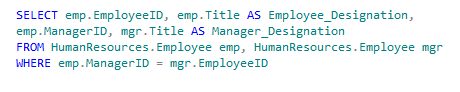 SELECT emp.EmployeeID, emp.Title AS Employee_Designation,
emp.ManagerID, mgr.Title AS Manager_Designation
FROM HumanResources.Employee emp, HumanResources.Employee mgr
WHERE emp.ManagerID = mgr.EmployeeID